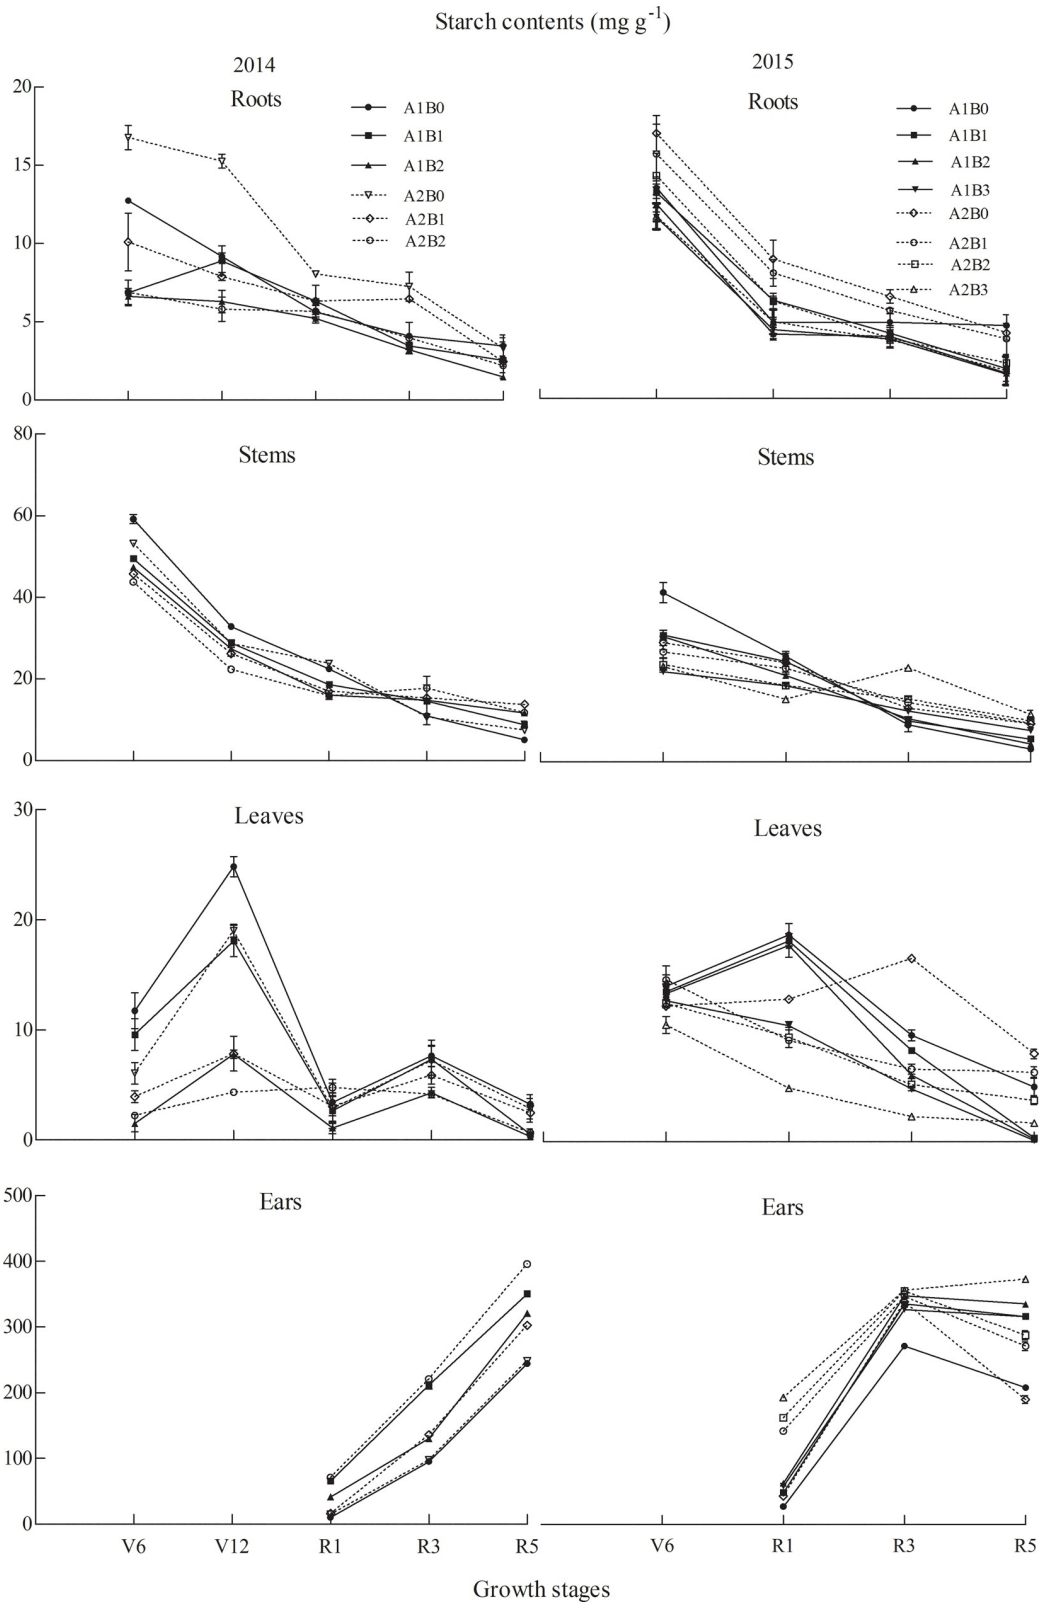 Starch contents (mg g-1)
2014
2015
Roots
Roots
A1B0
A1B1
A1B2
A2B0
A2B1
A2B2
A1B0
A1B1
A1B2
A1B3
A2B0
A2B1
A2B2
A2B3
20
15
10
5
0
Stems
Stems
80
60
40
20
0
Leaves
Leaves
30
20
10
0
Ears
Ears
500
400
300
200
100
0
V6 V12 R1 R3 R5
V6 R1 R3 R5
Growth stages